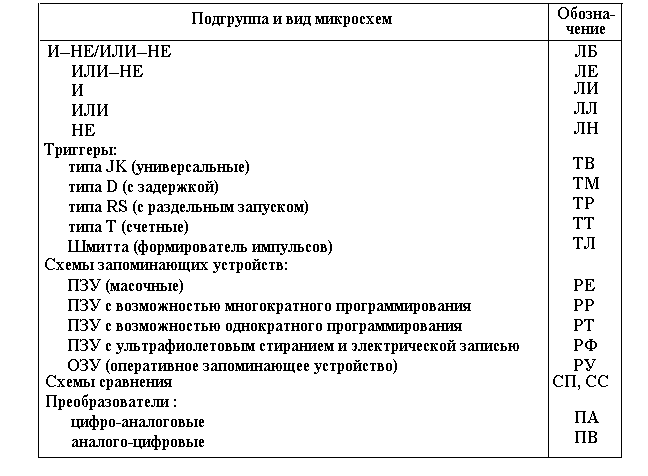 Подгруппа и вид микросхем Обозна-
чение
И–НЕ/ИЛИ–НЕ ЛБ
ИЛИ–НЕ ЛЕ
И ЛИ
ИЛИ ЛЛ
НЕ ЛН
Триггеры:
типа JK (универсальные) ТВ
типа D (с задержкой) ТМ
типа RS (с раздельным запуском) ТР
типа Т (счетные) ТТ
Шмитта (формирователь импульсов) ТЛ
Схемы запоминающих устройств:
ПЗУ (масочные) РЕ
ПЗУ с возможностью многократного программирования РР
ПЗУ с возможностью однократного программирования РТ
ПЗУ с ультрафиолетовым стиранием и электрической записью РФ
ОЗУ (оперативное запоминающее устройство) РУ
Схемы сравнения СП, СС
Преобразователи :
цифро-аналоговые ПА
аналого-цифровые ПВ